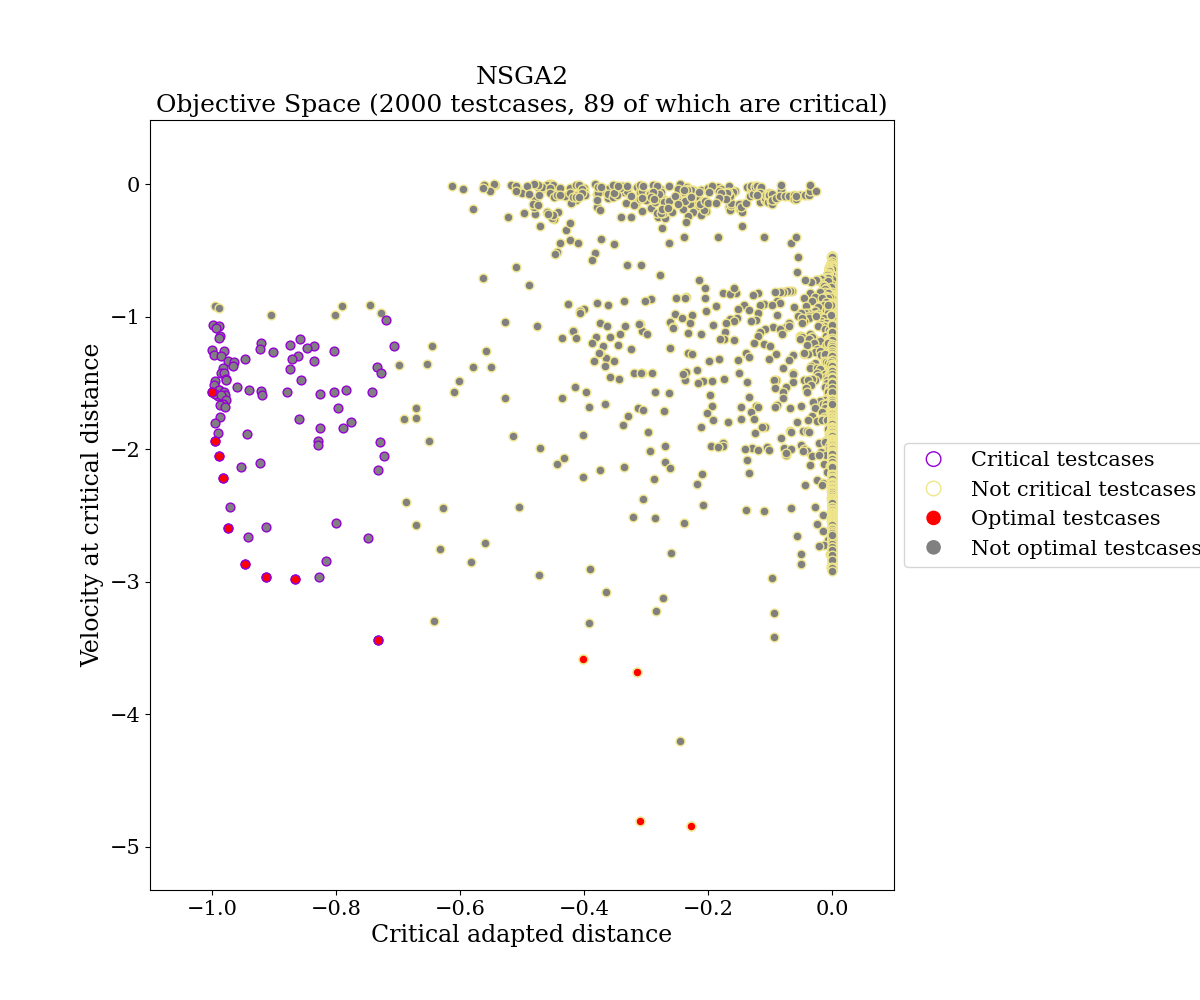 NSGA2
Objective Space (2000 testcases, 89 of which are critical)
0
−1
−2
−3
−4
−5
Velocity at critical distance
−1.0
−0.8
−0.6
−0.4
−0.2
0.0
Critical adapted distance
Critical testcases
Not critical testcases
Optimal testcases
Not optimal testcases